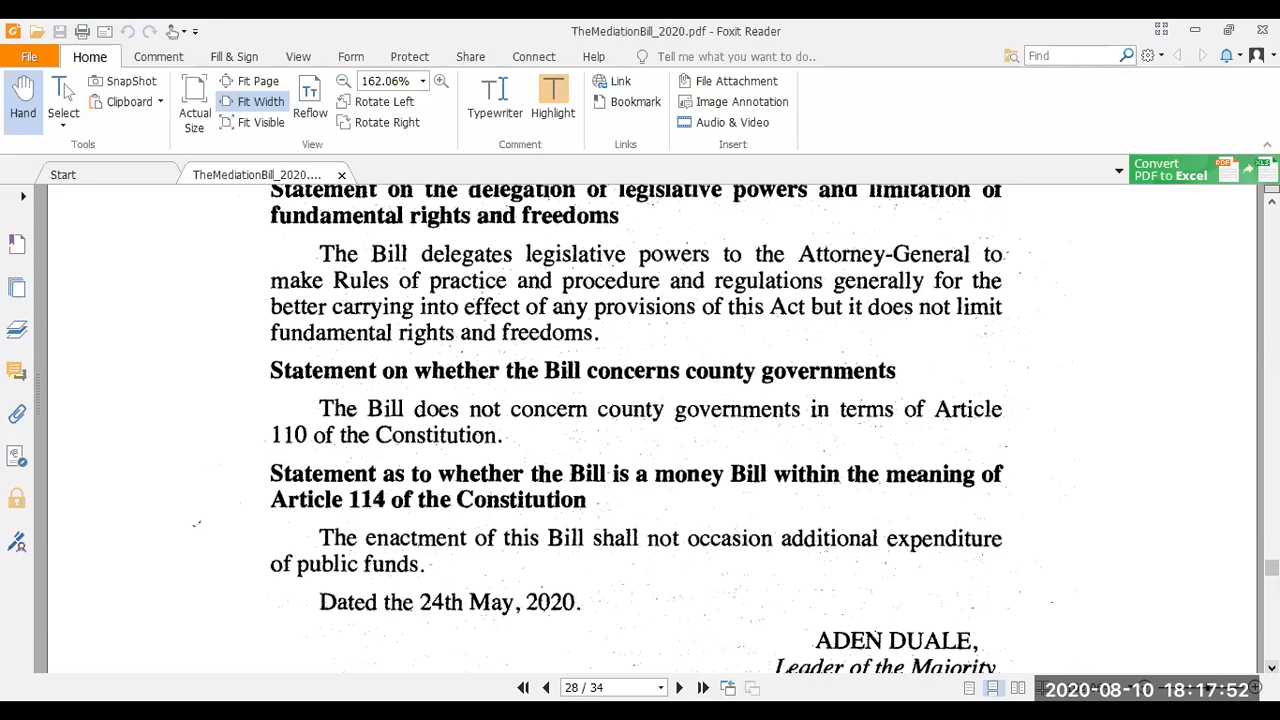 TheMediationBill_2020.pdf - Foxit Reader
File Home Comment Fill & Sign View Form Protect Share Connect Help Tell me what you want to do.. Find
Hand
Select
SnapShot
Clipboard
Tools
Actual Size
Fit Page
Fit Width
Fit Visible
Reflow
162.06%
Rotate Left
Rotate Right
View
Typewriter
Highlight
Comment
Link
Bookmark
Links
File Attachment
Image Annotation
Audio & Video
Insert
Start
TheMediationBill_2020....
Convert
PDF to Excel
Statement on the delegation of legislative powers and limitation of
fundamental rights and freedoms
The Bill delegates legislative powers to the Attorney-General to
make Rules of practice and procedure and regulations generally for the
better carrying into effect of any provisions of this Act but it does not limit
fundamental rights and freedoms.
Statement on whether the Bill concerns county governments
The Bill does not concern county governments in terms of Article
110 of the Constitution.
Statement as to whether the Bill is a money Bill within the meaning of
Article 114 of the Constitution
The enactment of this Bill shall not occasion additional expenditure
of public funds.
Dated the 24th May, 2020.
ADEN DUALE,
Leader of the Majority
28 / 34
2020-08-10 18:17:52